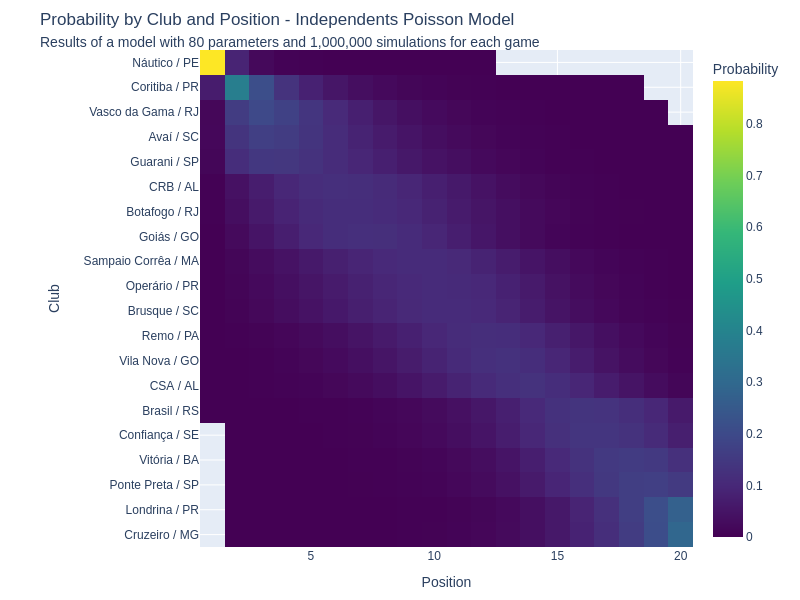 Probability by Club and Position - Independents Poisson Model
Results of a model with 80 parameters and 1,000,000 simulations for each game
Probability
Náutico / PE
Coritiba / PR
Vasco da Gama / RJ
Avaí / SC
Guarani / SP
CRB / AL
Botafogo / RJ
Goiás / GO
Sampaio Corrêa / MA
Operário / PR
Brusque / SC
Remo / PA
Vila Nova / GO
CSA / AL
Brasil / RS
Confiança / SE
Vitória / BA
Ponte Preta / SP
Londrina / PR
Cruzeiro / MG
Club
5
10
15
20
Position
0.8
0.7
0.6
0.5
0.4
0.3
0.2
0.1
0